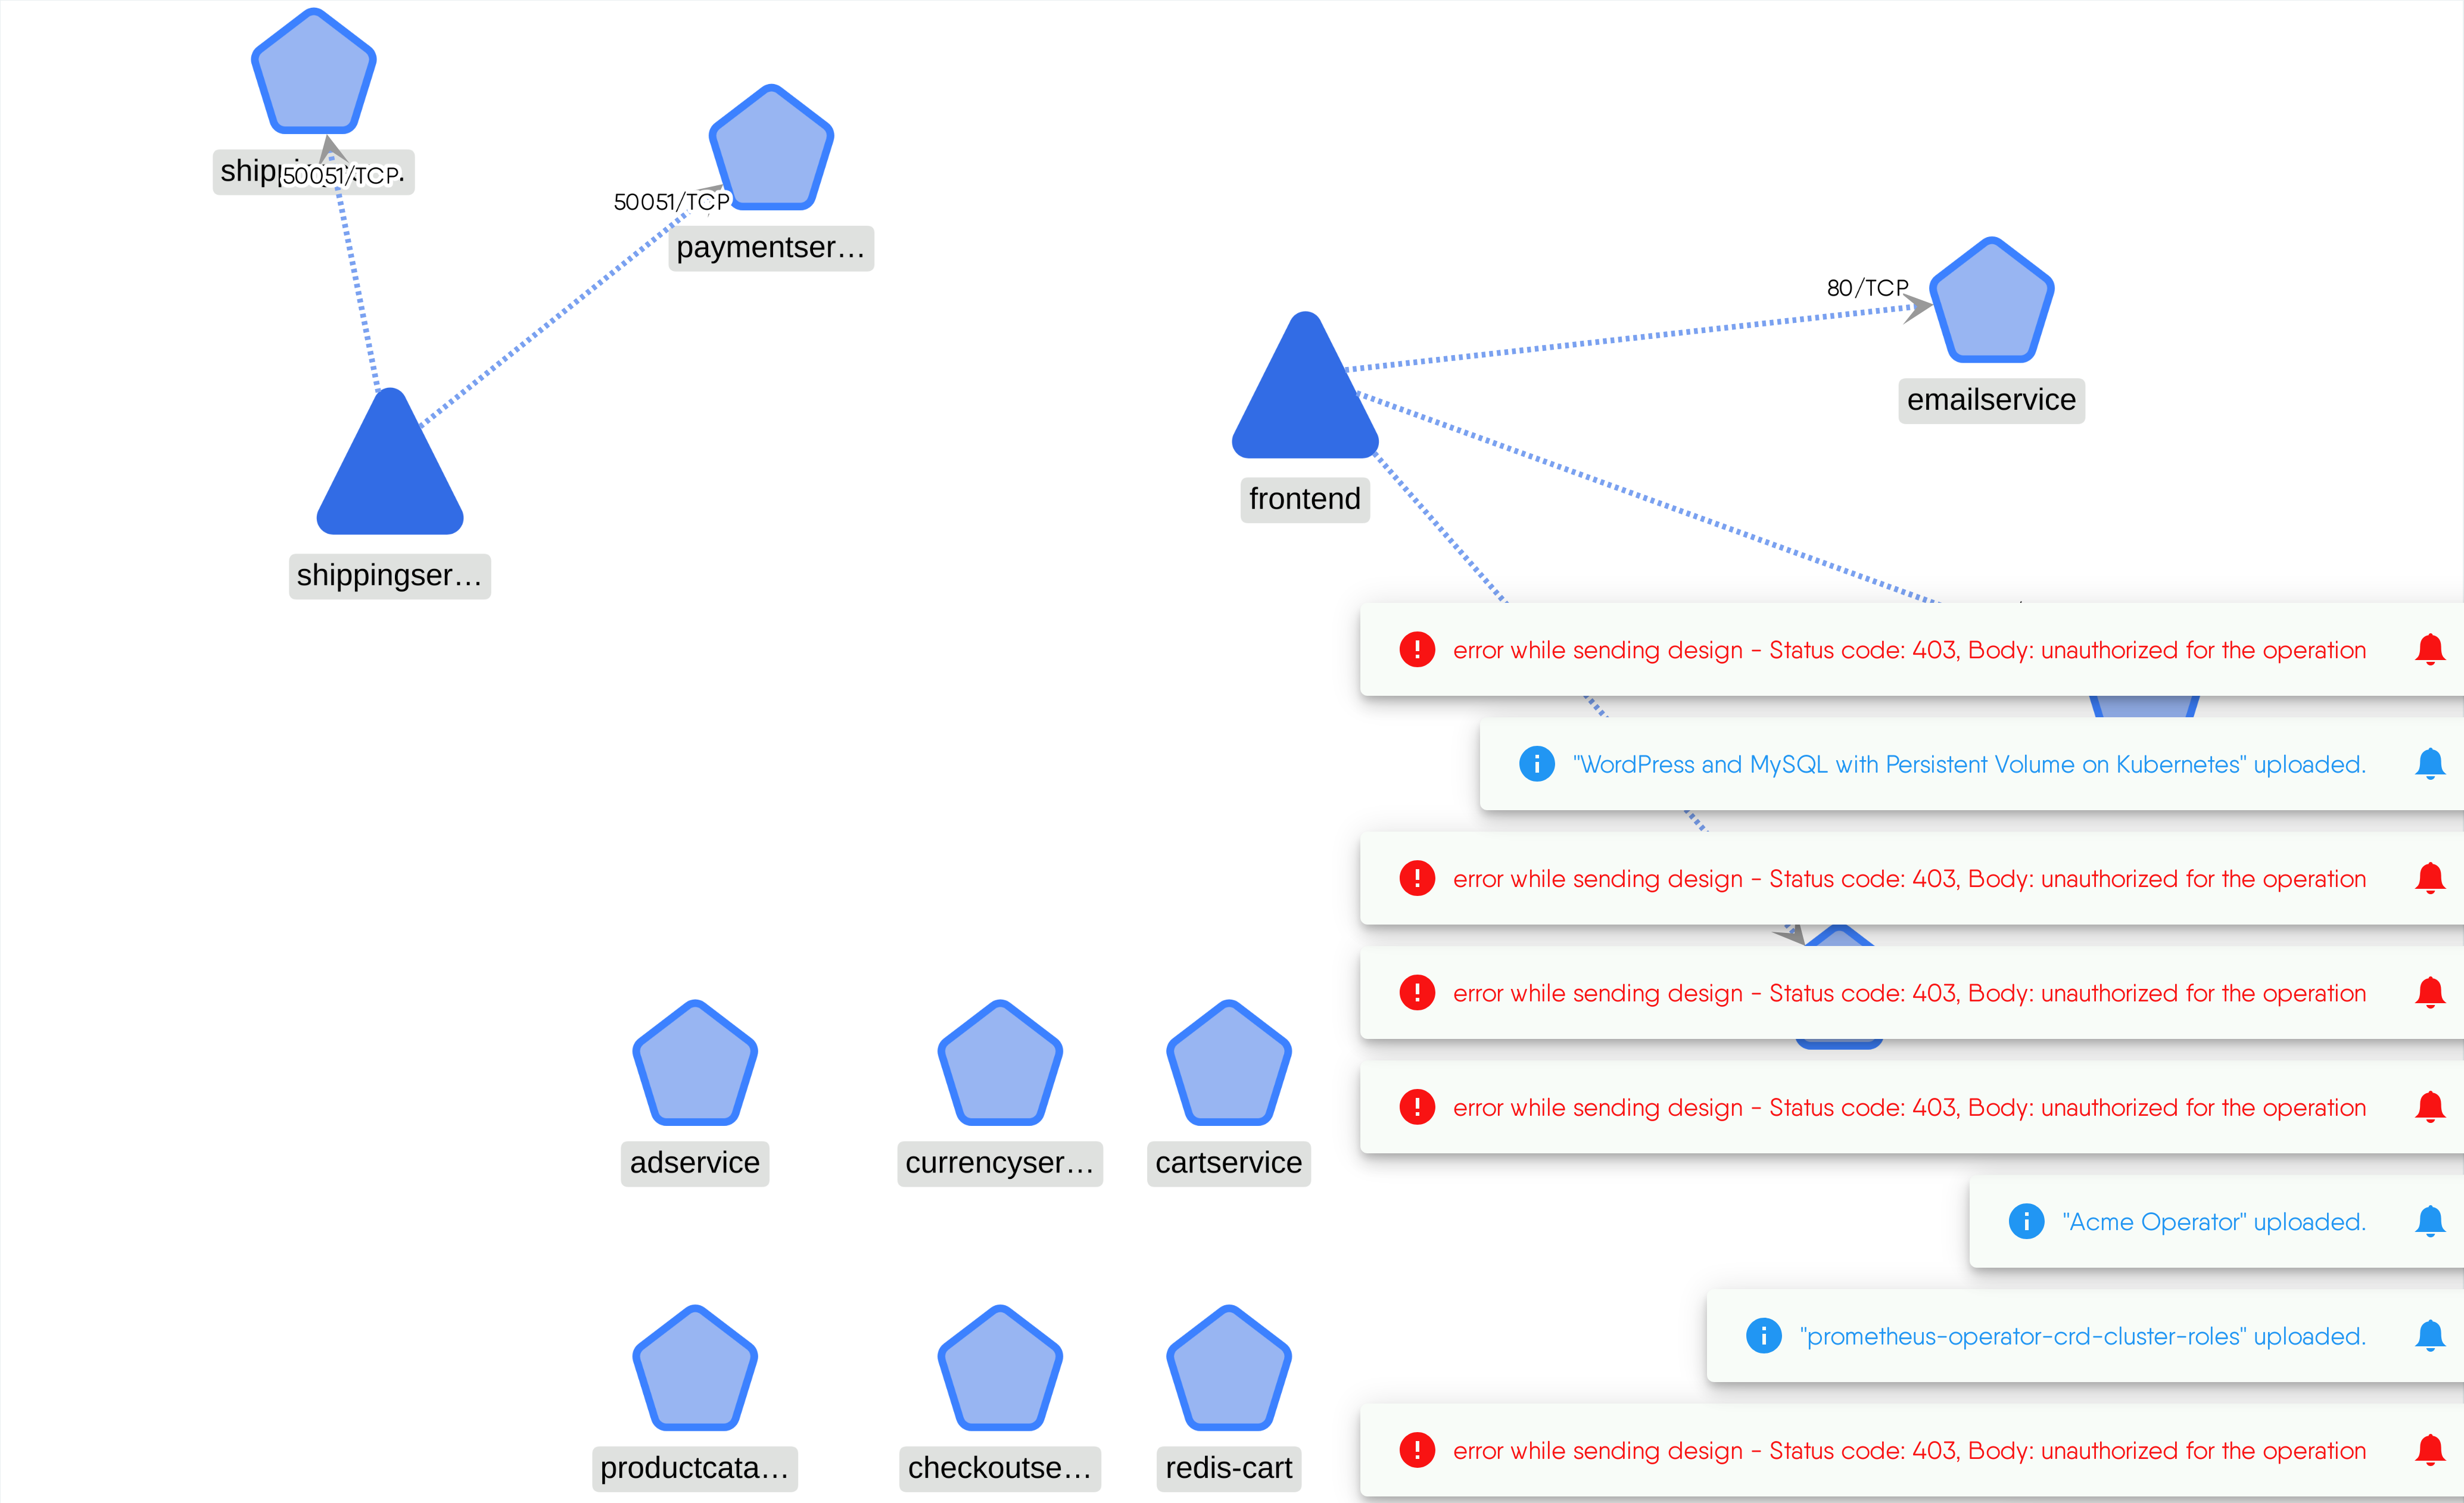 50051/TCP
50051/TCP
paymentser…
80/TCP
emailservice
frontend
shippingser…
error while sending design - Status code: 403, Body: unauthorized for the operation
"WordPress and MySQL with Persistent Volume on Kubernetes" uploaded.
error while sending design - Status code: 403, Body: unauthorized for the operation
error while sending design - Status code: 403, Body: unauthorized for the operation
error while sending design - Status code: 403, Body: unauthorized for the operation
adservice
currencyser…
cartservice
"Acme Operator" uploaded.
"prometheus-operator-crd-cluster-roles" uploaded.
error while sending design - Status code: 403, Body: unauthorized for the operation
productcata…
checkoutse…
redis-cart